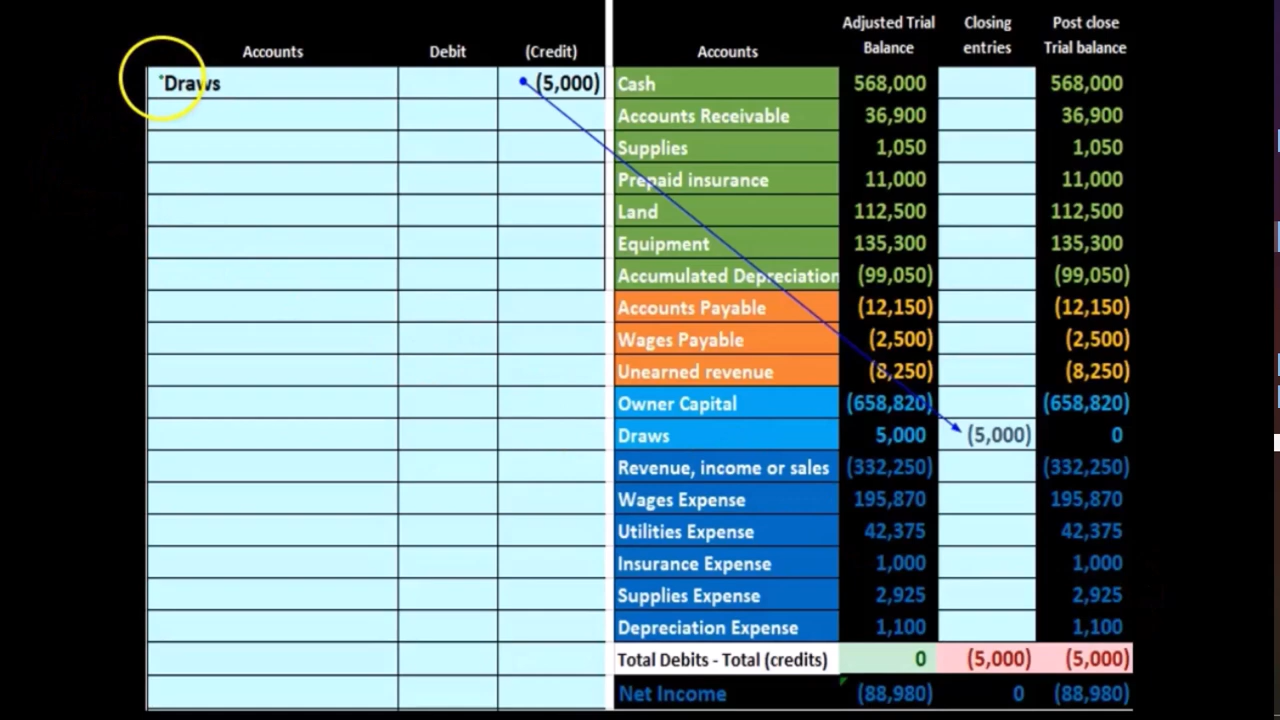 Accounts Debit (Credit)
Draws (5,000)
Accounts Adjusted Trial Balance Closing entries Post close Trial balance
Cash 568,000 568,000
Accounts Receivable 36,900 36,900
Supplies 1,050 1,050
Prepaid insurance 11,000 11,000
Land 112,500 112,500
Equipment 135,300 135,300
Accumulated Depreciation (99,050) (99,050)
Accounts Payable (12,150) (12,150)
Wages Payable (2,500) (2,500)
Unearned revenue (8,250) (8,250)
Owner Capital (658,820) (658,820)
Draws 5,000 (5,000) 0
Revenue, income or sales (332,250) (332,250)
Wages Expense 195,870 195,870
Utilities Expense 42,375 42,375
Insurance Expense 1,000 1,000
Supplies Expense 2,925 2,925
Depreciation Expense 1,100 1,100
Total Debits - Total (credits) 0 (5,000) (5,000)
Net Income (88,980) 0 (88,980)